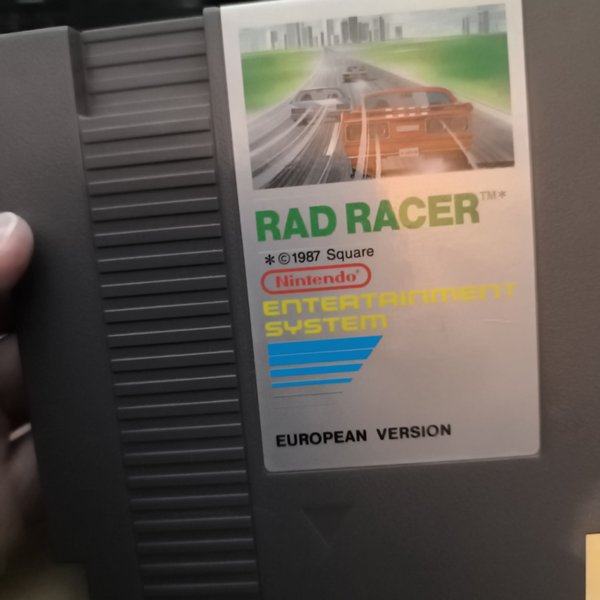 RAD RACER™*
*©1987 Square
Nintendo®
ENTERTAINMENT
SYSTEM
EUROPEAN VERSION